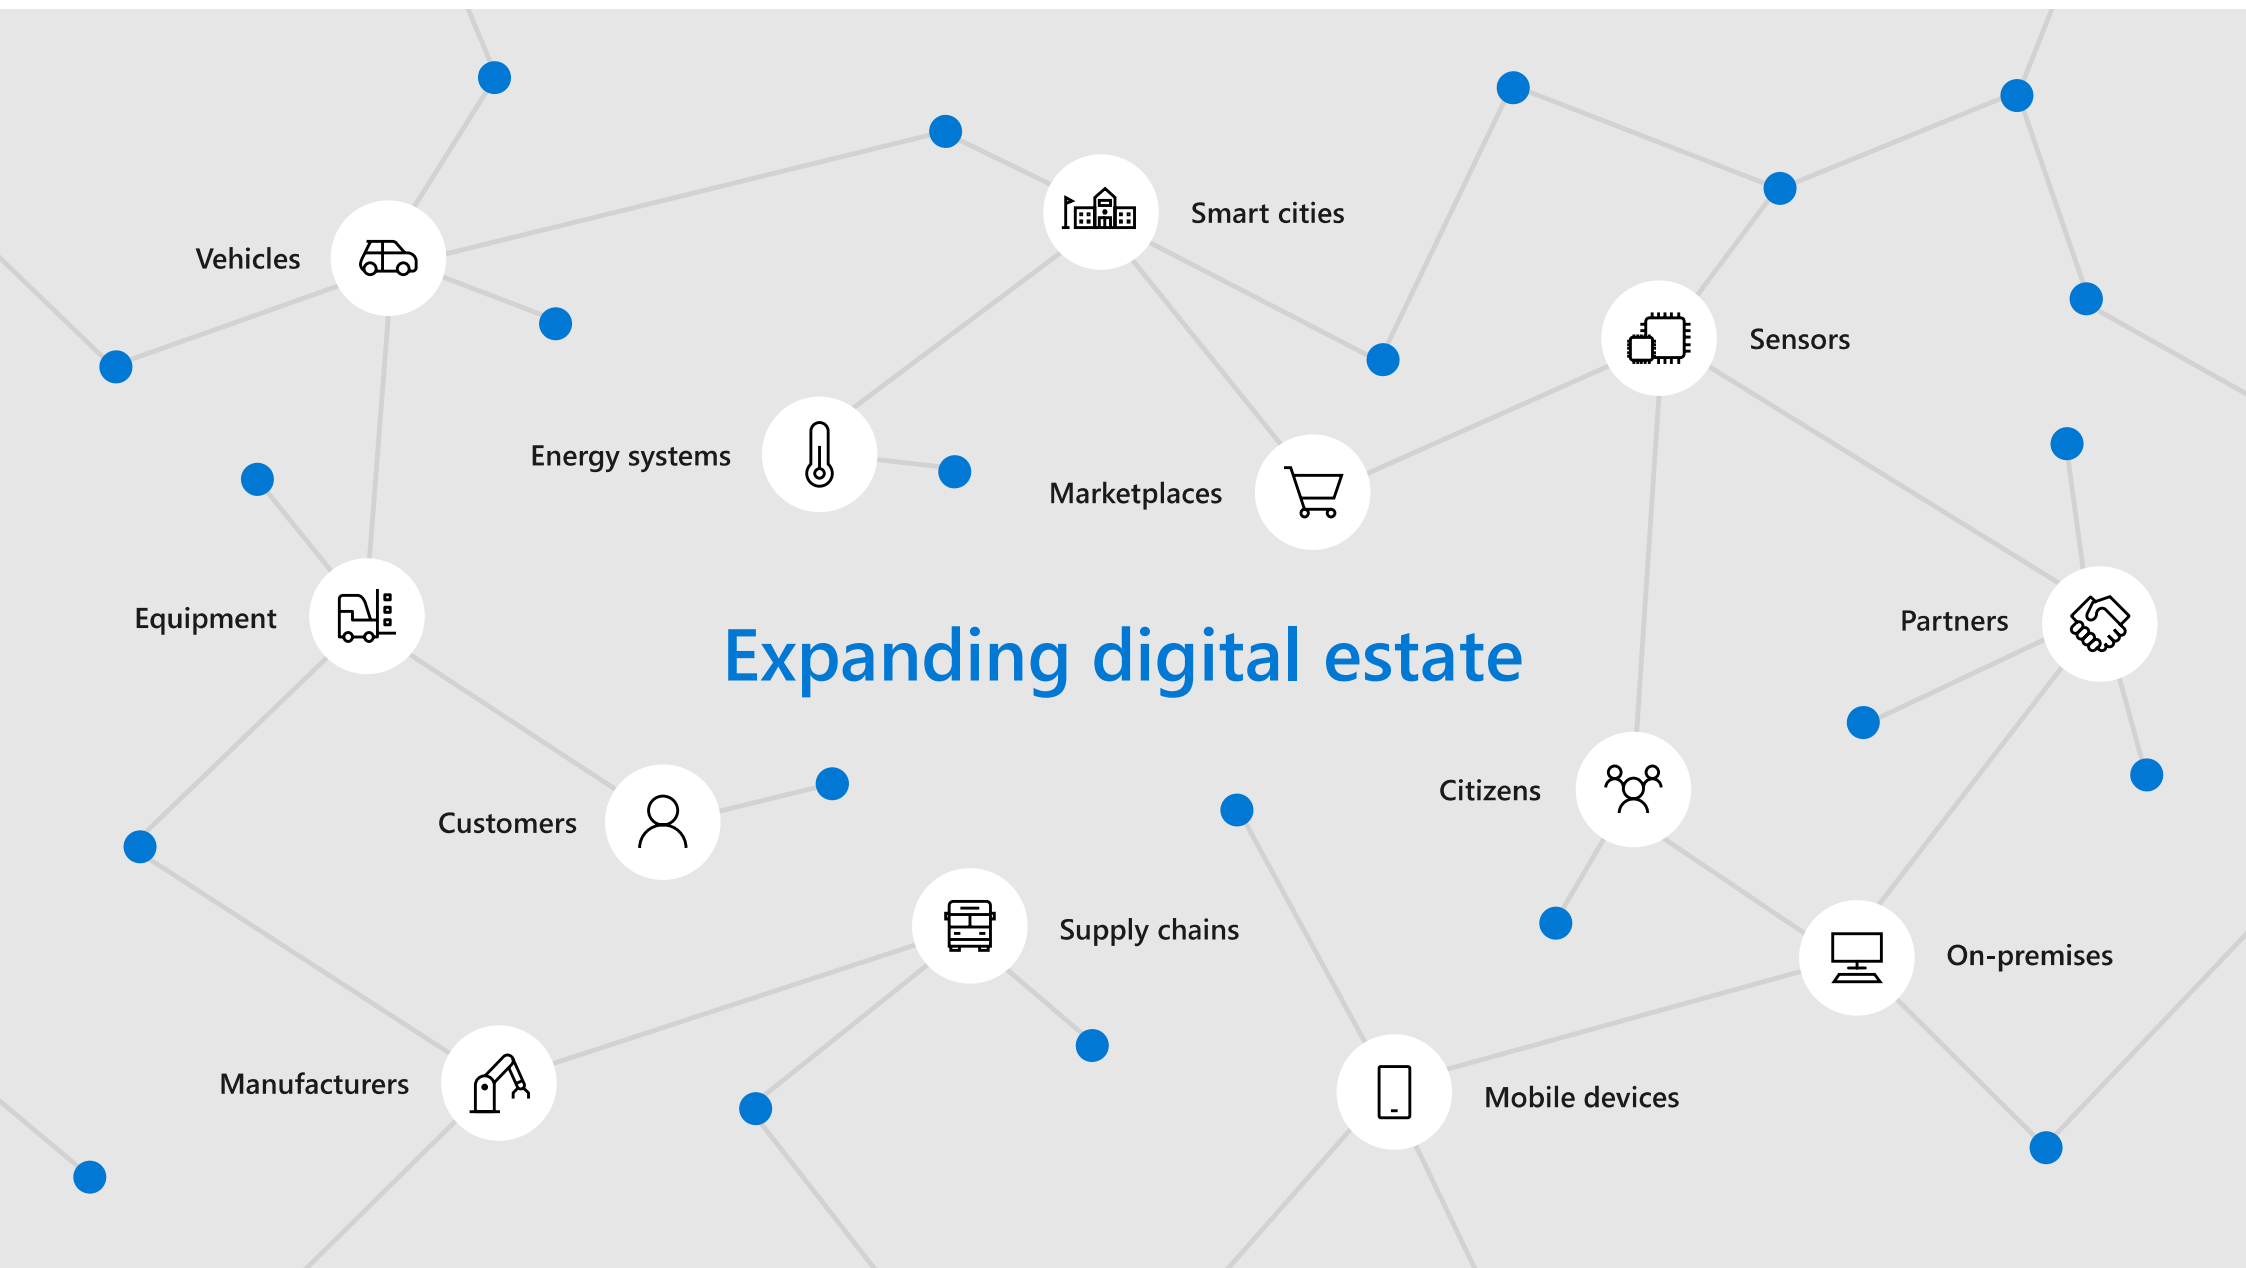 Smart cities
Vehicles
Sensors
Energy systems
Marketplaces
Equipment
Partners
Expanding digital estate
Citizens
Customers
Supply chains
On-premises
Manufacturers
Mobile devices